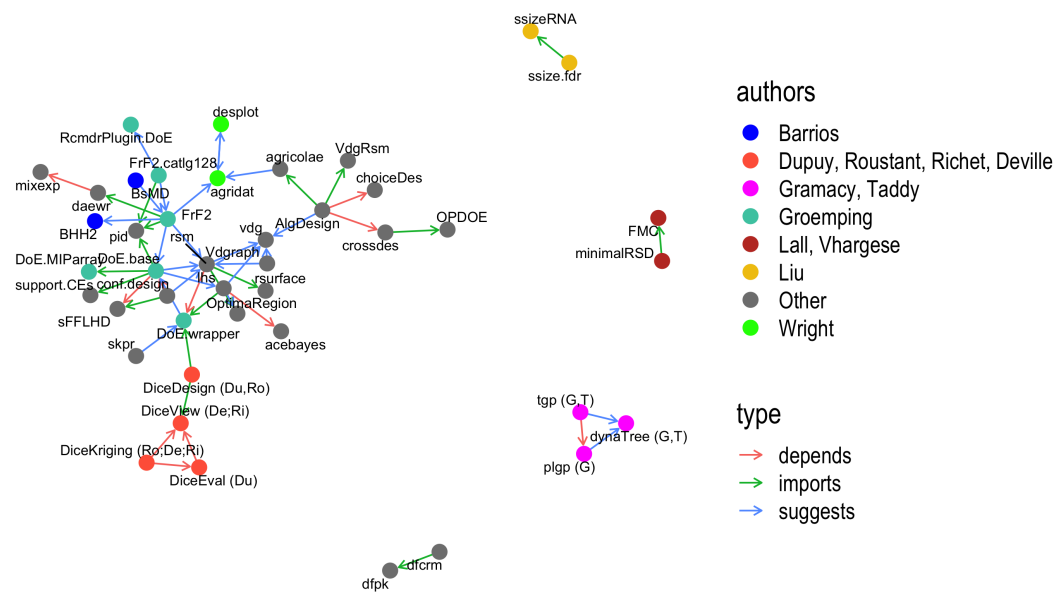 ssizeRNA
ssize.fdr
desplot
RcmdrPlugin.DoE
VdgRsm
FrF2.catlg128
agricolae
choiceDes
mixexp
BsMD
agridat
daewr
FrF2
AlgDesign
OPDOE
BHH2
pid
rsm
vdg
crossdes
FMC
DoE.MIParray
DoE.base
Vdgraph
minimalRSD
support.CEs
conf.design
lhs
rsurface
OptimaRegion
sFFLHD
DoE.wrapper
skpr
acebayes
DiceDesign (Du,Ro)
DiceView (De;Ri)
DiceKriging (Ro;De;Ri)
DiceEval (Du)
tgp (G,T)
dynaTree (G,T)
plgp (G)
dfcrm
dfpk
authors
Barrios
Dupuy, Roustant, Richet, Deville
Gramacy, Taddy
Groemping
Lall, Vhargese
Liu
Other
Wright
type
depends
imports
suggests